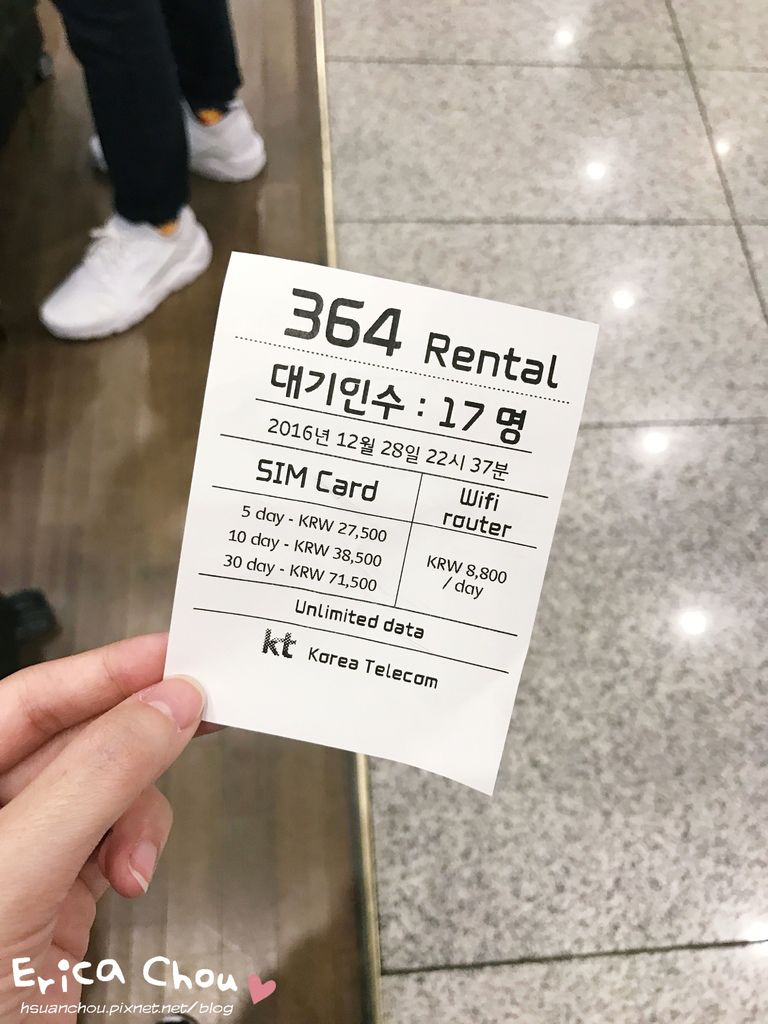 364 Rental
대기인수 : 17 명
2016년 12월 28일 22시 37분
SIM Card
5 day - KRW 27,500
10 day - KRW 38,500
30 day - KRW 71,500
Wifi
router
KRW 8,800
/ day
Unlimited data
kt Korea Telecom
Erica Chou
hsuanchou.pixnet.net/blog